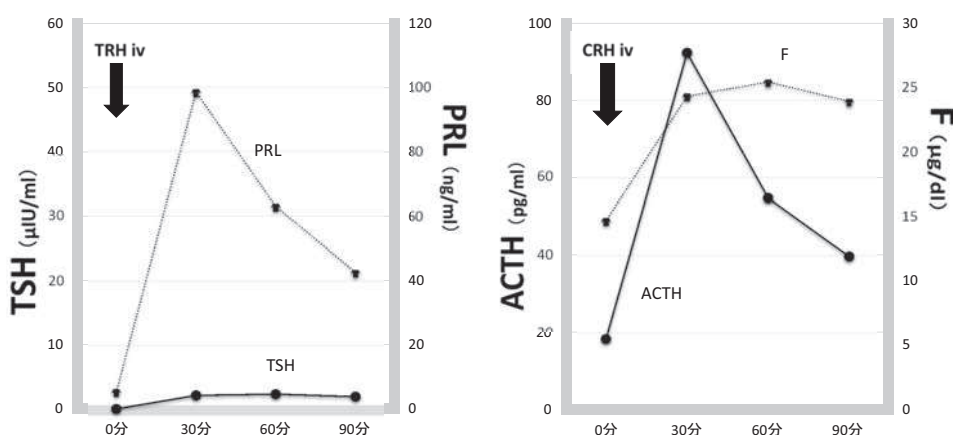 TSH (μIU/ml)
60
50
40
30
20
10
0
TRH iv
PRL
TSH
120
100
80
60
40
20
0
PRL (ng/ml)
0分 30分 60分 90分
ACTH (pg/ml)
100
80
60
40
20
0
CRH iv
F
ACTH
30
25
20
15
10
5
0
F (μg/dl)
0分 30分 60分 90分